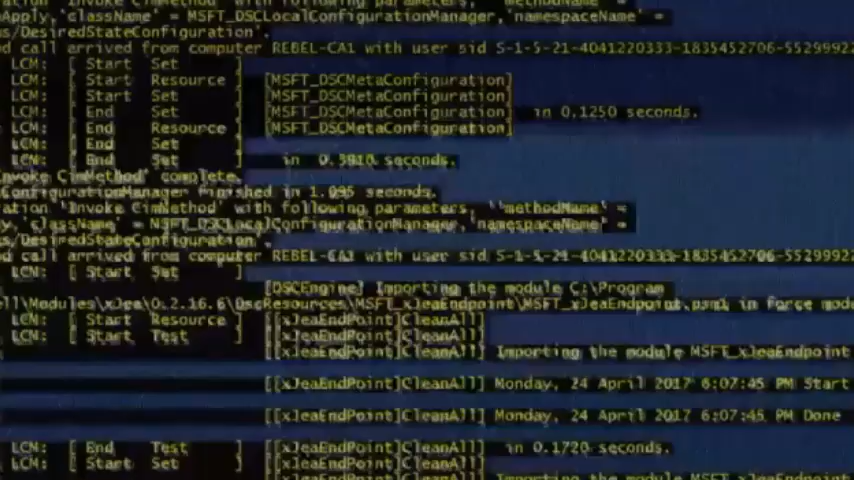 Apply,'className' = MSFT_DSCLocalConfigurationManager,'namespaceName' =
s/DesiredStateConfiguration'.
d call arrived from computer REBEL-CA1 with user sid S-1-5-21-4041220333-1835452706-55299922
LCM: [ Start Set ]
LCM: [ Start Resource ] [MSFT_DSCMetaConfiguration]
LCM: [ Start Set ] [MSFT_DSCMetaConfiguration]
LCM: [ End Set ] [MSFT_DSCMetaConfiguration] in 0.1250 seconds.
LCM: [ End Resource ] [MSFT_DSCMetaConfiguration]
LCM: [ End Set ]
LCM: [ End Set ] in 0.3910 seconds.
nvoke CimMethod' complete.
ConfigurationManager finished in 1.095 seconds.
ation 'Invoke CimMethod' with following parameters, ''methodName' =
y,'className' = MSFT_DSCLocalConfigurationManager,'namespaceName' =
s/DesiredStateConfiguration'.
d call arrived from computer REBEL-CA1 with user sid S-1-5-21-4041220333-1835452706-55299922
LCM: [ Start Set ]
[DSCEngine] Importing the module C:\Program
ll\Modules\xJea\0.2.16.6\DscResources\MSFT_xJeaEndpoint\MSFT_xJeaEndpoint.psm1 in force mod
LCM: [ Start Resource ] [[xJeaEndPoint]CleanAll]
LCM: [ Start Test ] [[xJeaEndPoint]CleanAll]
[[xJeaEndPoint]CleanAll] Importing the module MSFT_xJeaEndpoint
[[xJeaEndPoint]CleanAll] Monday, 24 April 2017 6:07:45 PM Start
[[xJeaEndPoint]CleanAll] Monday, 24 April 2017 6:07:45 PM Done
LCM: [ End Test ] [[xJeaEndPoint]CleanAll] in 0.1720 seconds.
LCM: [ Start Set ] [[xJeaEndPoint]CleanAll]